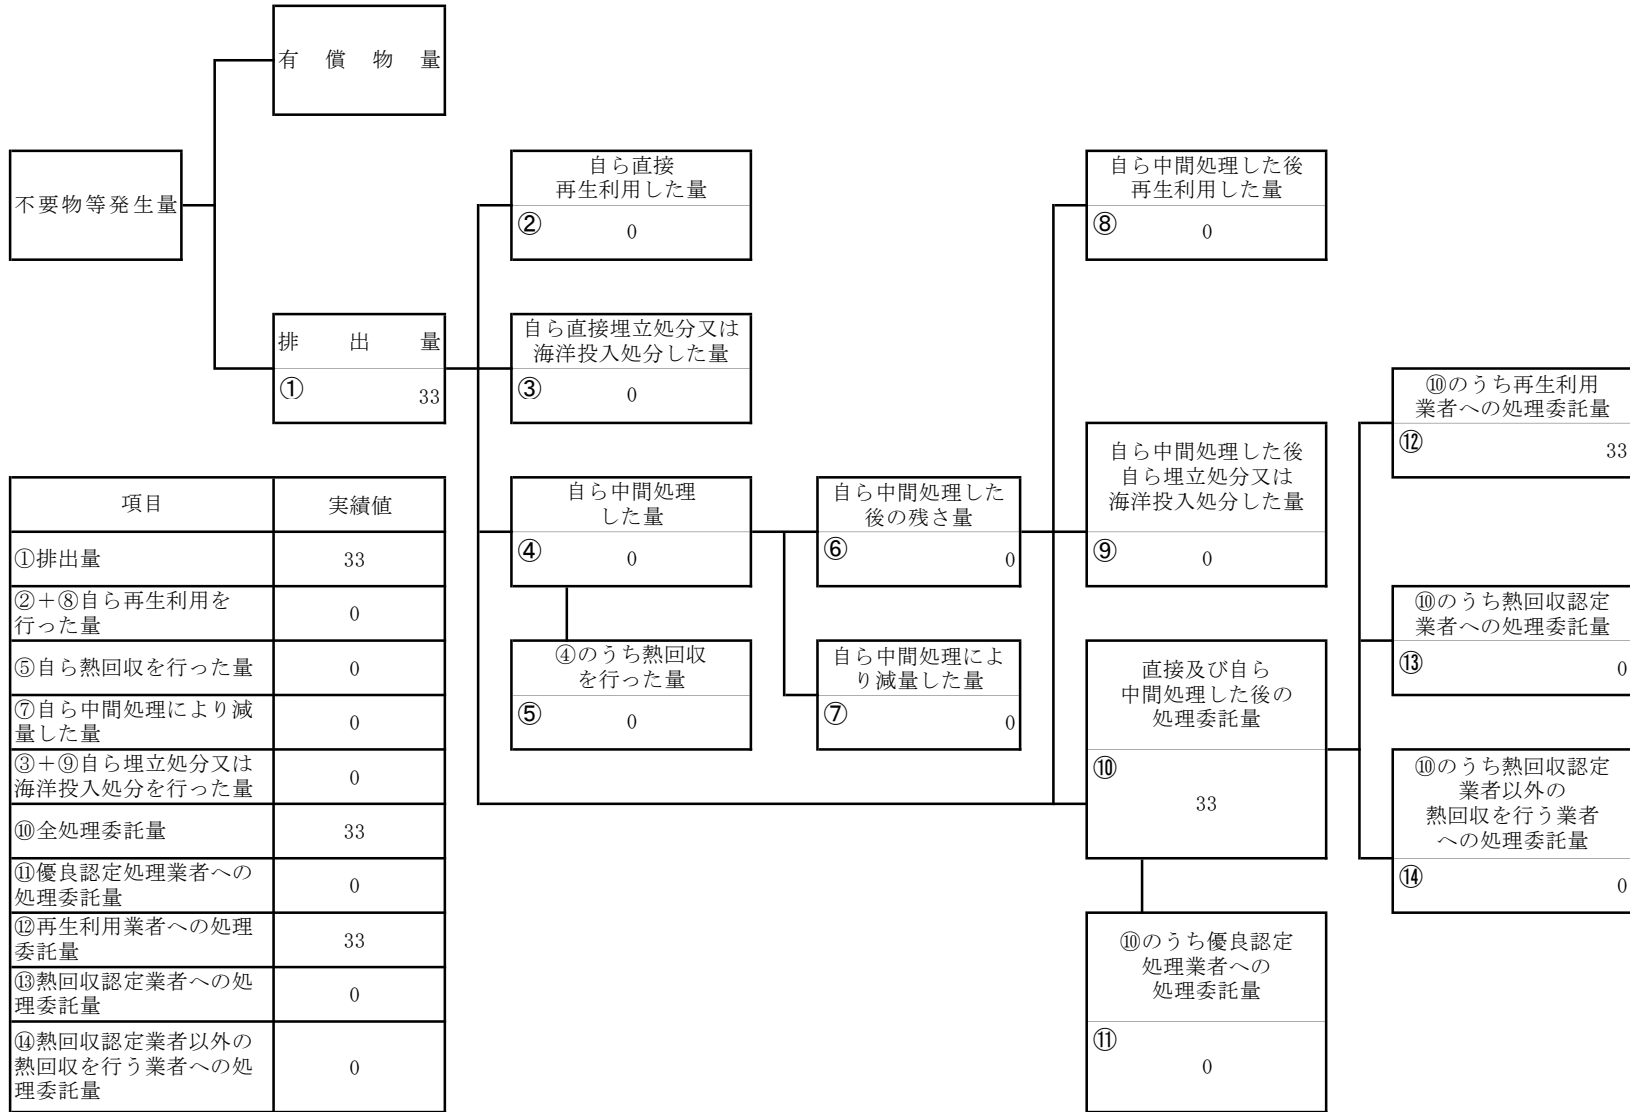 有償物量
不要物等発生量
自ら直接
再生利用した量
②
0
自ら中間処理した後
再生利用した量
⑧
0
排出量
①
33
自ら直接埋立処分又は
海洋投入処分した量
③
0
⑩のうち再生利用
業者への処理委託量
⑫
33
自ら中間処理
した量
④
0
自ら中間処理した
後の残さ量
⑥
0
自ら中間処理した後
自ら埋立処分又は
海洋投入処分した量
⑨
0
⑩のうち熱回収認定
業者への処理委託量
⑬
0
④のうち熱回収
を行った量
⑤
0
自ら中間処理によ
り減量した量
⑦
0
直接及び自ら
中間処理した後の
処理委託量
⑩
33
⑩のうち熱回収認定
業者以外の
熱回収を行う業者
への処理委託量
⑭
0
⑩のうち優良認定
処理業者への
処理委託量
⑪
0
項目 実績値
①排出量 33
②＋⑧自ら再生利用を
行った量 0
⑤自ら熱回収を行った量 0
⑦自ら中間処理により減
量した量 0
③＋⑨自ら埋立処分又は
海洋投入処分を行った量 0
⑩全処理委託量 33
⑪優良認定処理業者への
処理委託量 0
⑫再生利用業者への処理
委託量 33
⑬熱回収認定業者への処
理委託量 0
⑭熱回収認定業者以外の
熱回収を行う業者への処
理委託量 0